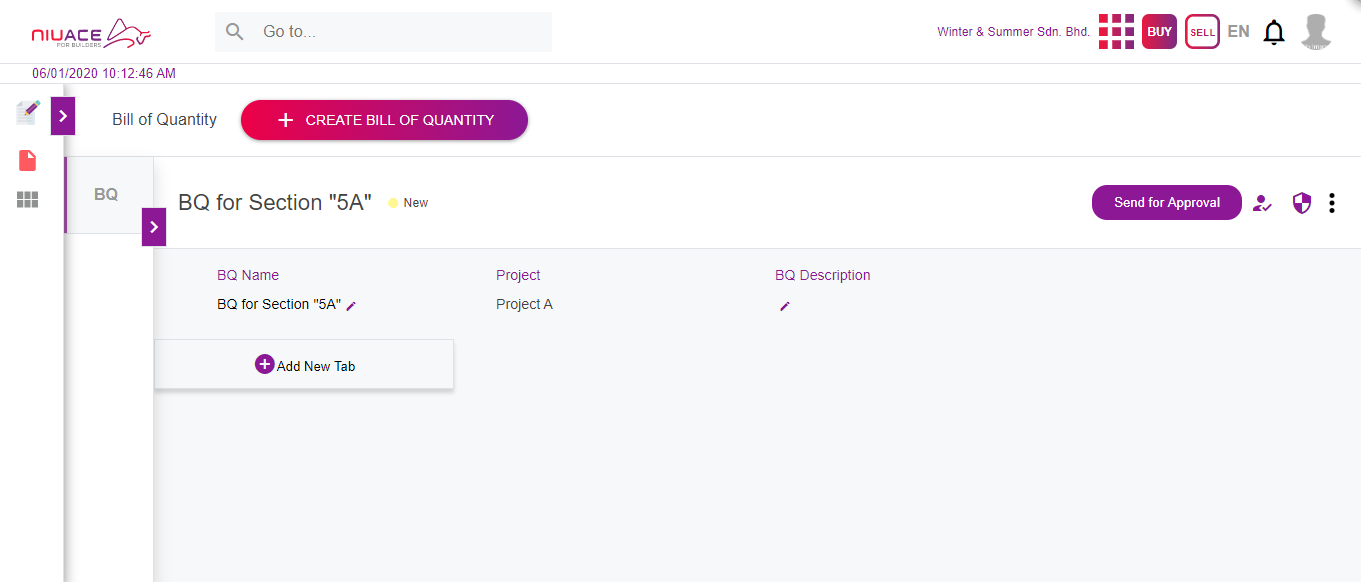 NIUACE
FOR BUILDERS
Go to...
Winter & Summer Sdn. Bhd.
BUY
SELL
EN
06/01/2020 10:12:46 AM
Bill of Quantity
+ CREATE BILL OF QUANTITY
BQ
BQ for Section "5A"
New
Send for Approval
BQ Name
Project
BQ Description
BQ for Section "5A"
Project A
Add New Tab